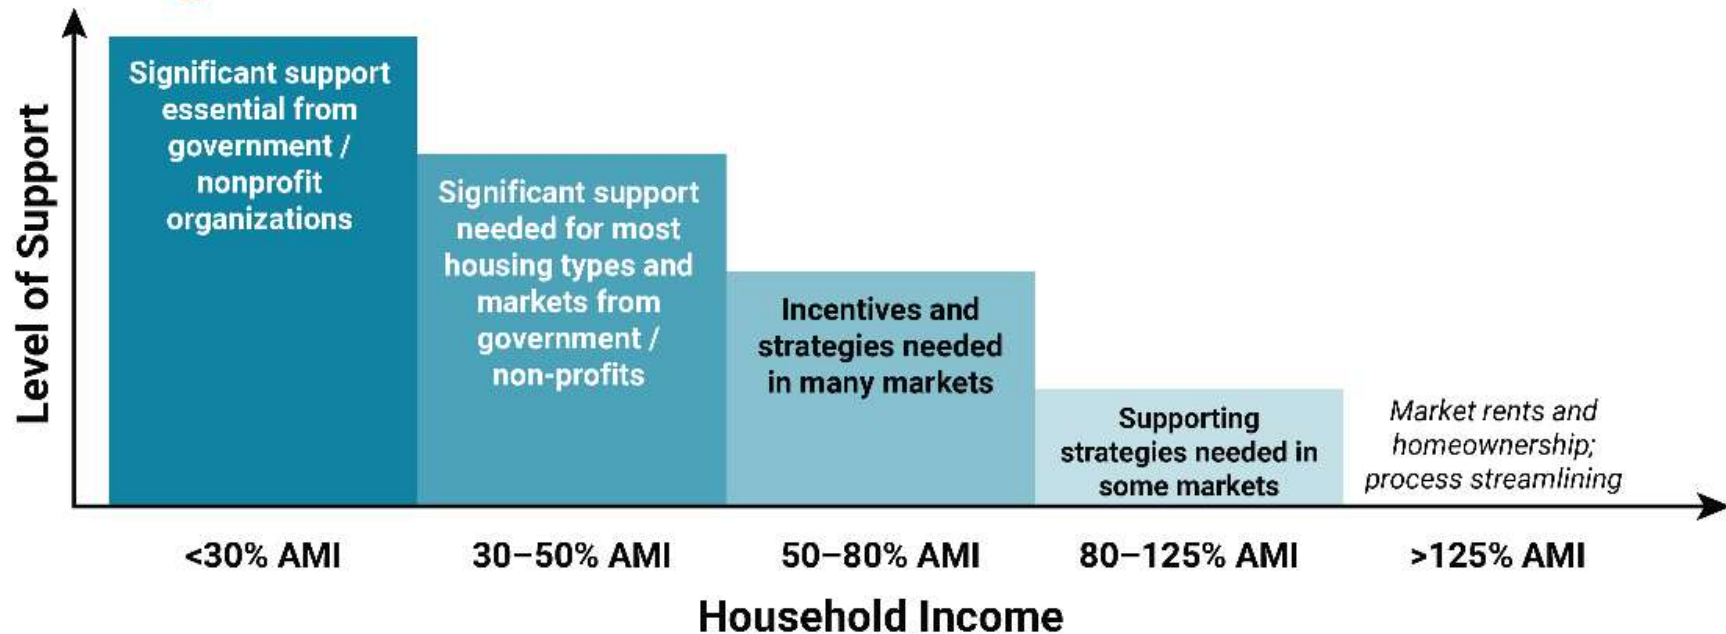 Level of Support
Significant support
essential from
government /
nonprofit
organizations
Significant support
needed for most
housing types and
markets from
government /
non-profits
Incentives and
strategies needed
in many markets
Supporting
strategies needed in
some markets
Market rents and
homeownership;
process streamlining
<30% AMI
30–50% AMI
50–80% AMI
80–125% AMI
>125% AMI
Household Income